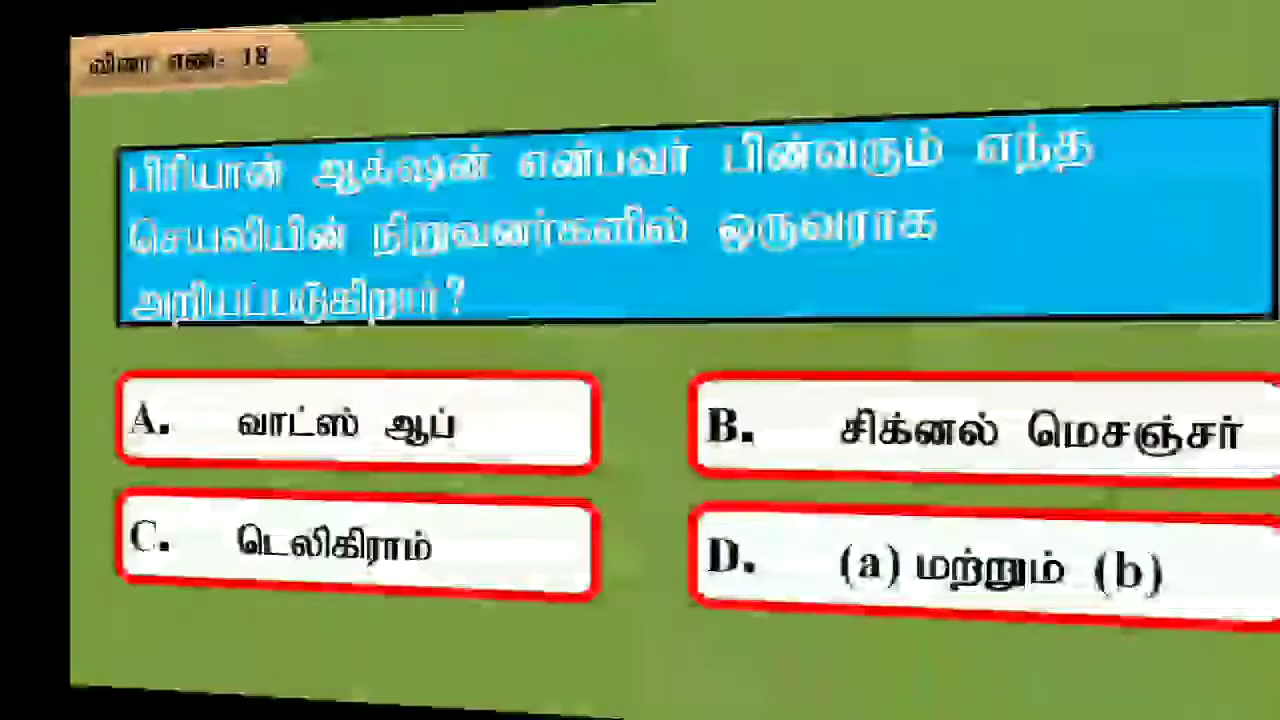 வினா எண்: 18
பிரியான் ஆக்ஷன் என்பவர் பின்வரும் எந்த
செயலியின் நிறுவனர்களில் ஒருவராக
அறியப்படுகிறார்?
A. வாட்ஸ் ஆப்
B. சிக்னல் மெசஞ்சர்
C. டெலிகிராம்
D. (a) மற்றும் (b)